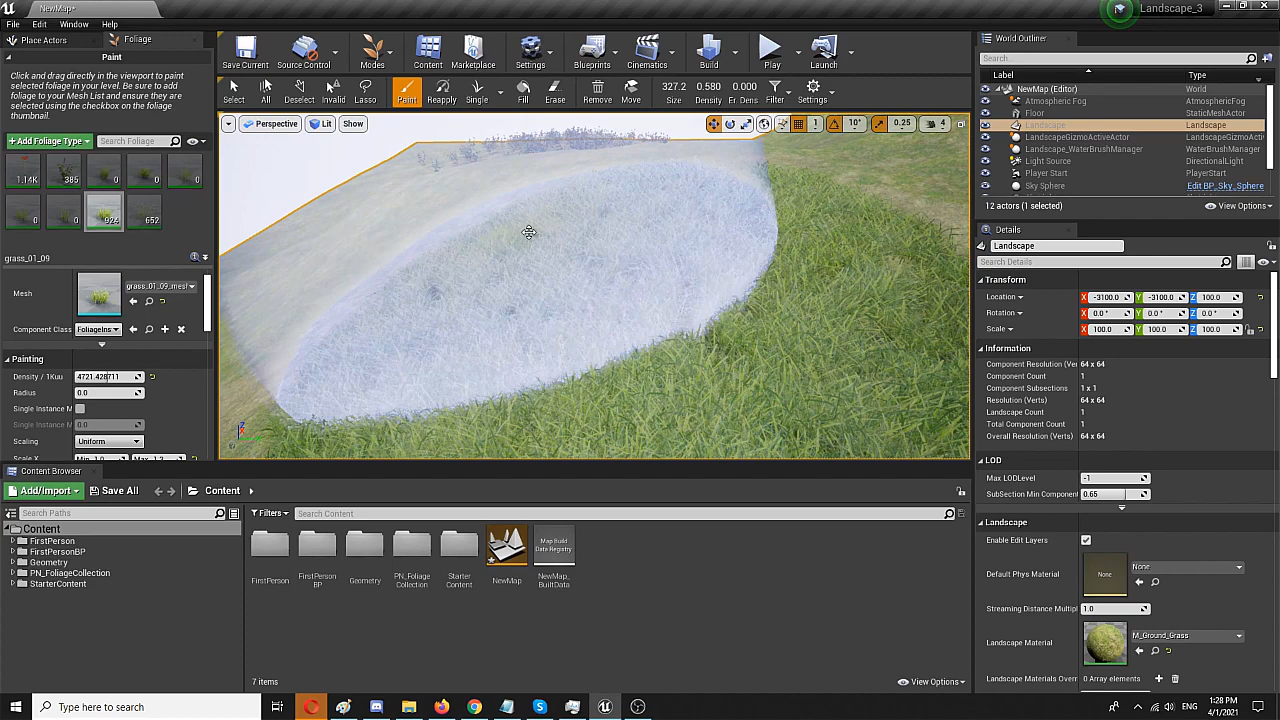 NewMap*
Landscape_3
File Edit Window Help
Place Actors
Foliage
Paint
Click and drag directly in the viewport to paint
selected foliage in your level. Be sure to add
foliage to your Mesh List and ensure they are
selected using the checkbox on the foliage
thumbnail.
+Add Foliage Type
Search Foliage
1.14K 385 0 0 0
0 0 924 652
grass_01_09
Mesh
grass_01_09_mesh
Component Class
FoliageIns
Painting
Density / 1Kuu
4721.428711
Radius
0.0
Single Instance M
Single Instance M
0.0
Scaling
Uniform
Scale X
Min 1.0 Max 1.2
Save Current Source Control Modes Content Marketplace Settings Blueprints Cinematics Build Play Launch
Select All Deselect Invalid Lasso Paint Reapply Single Fill Erase Remove Move
327.2 0.580 0.000
Size Density Er
Filter Settings
Perspective Lit Show
1 10° 0.25 4
World Outliner
Search...
Label Type
NewMap (Editor) World
Atmospheric Fog AtmosphericFog
Floor StaticMeshActor
Landscape Landscape
LandscapeGizmoActiveActor LandscapeGizmoActi
Landscape_WaterBrushManager WaterBrushManager
Light Source DirectionalLight
Player Start PlayerStart
Sky Sphere Edit BP_Sky_Sphere
12 actors (1 selected)
View Options
Details
Landscape
Search Details
Transform
Location X -3100.0 Y -3100.0 Z 100.0
Rotation X 0.0° Y 0.0° Z 0.0°
Scale X 100.0 Y 100.0 Z 100.0
Information
Component Resolution (Ver 64 x 64
Component Count 1
Component Subsections 1 x 1
Resolution (Verts) 64 x 64
Landscape Count 1
Total Component Count 1
Overall Resolution (Verts) 64 x 64
LOD
Max LODLevel -1
SubSection Min Component 0.65
Landscape
Enable Edit Layers
Default Phys Material
None
None
Streaming Distance Multipl 1.0
Landscape Material
M_Ground_Grass
Landscape Materials Overr 0 Array elements
Content Browser
Add/Import
Save All
Content
Search Paths
Filters
Search Content
Content
FirstPerson
FirstPersonBP
Geometry
PN_FoliageCollection
StarterContent
FirstPerson
FirstPerson
BP
Geometry
PN_Foliage
Collection
Starter
Content
NewMap
Map Build
Data Registry
NewMap_
BuiltData
7 items
View Options
Type here to search
1:28 PM
4/1/2021